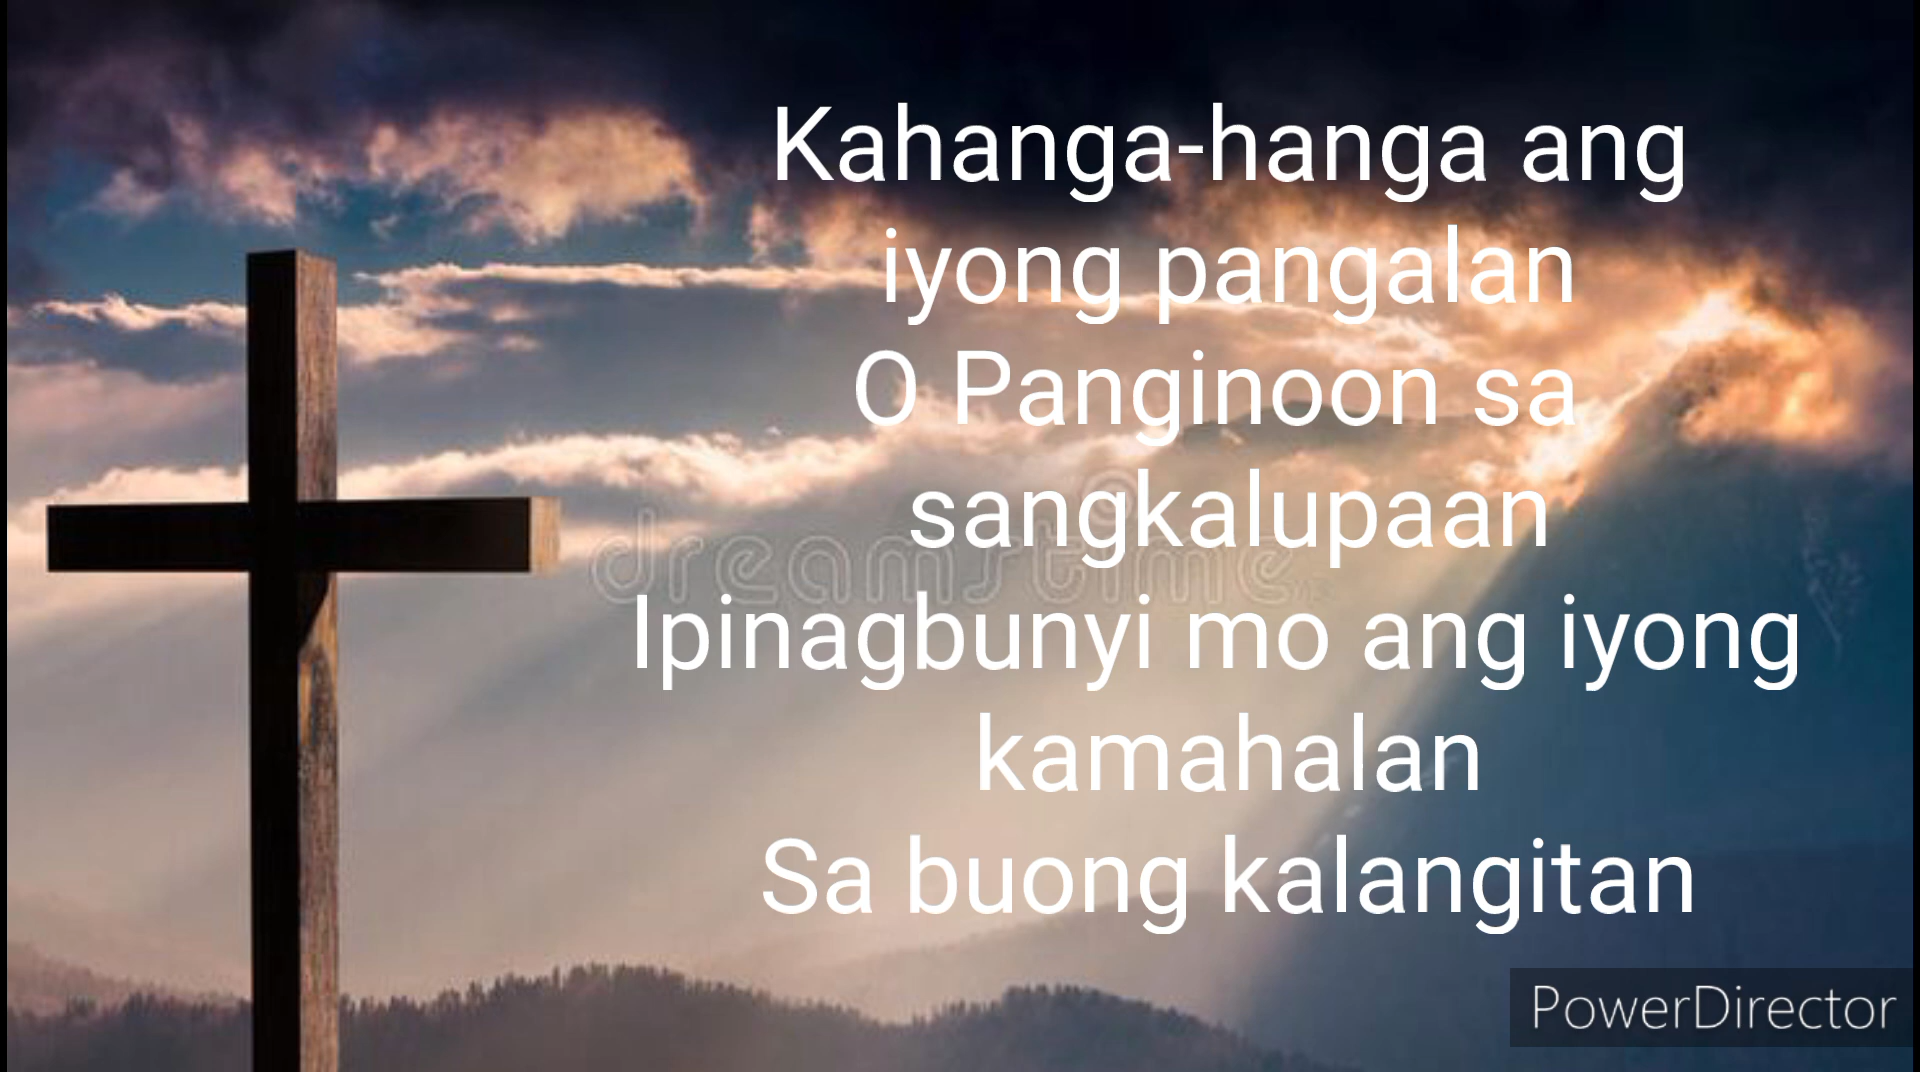 Kahanga-hanga ang
iyong pangalan
O Panginoon sa
sangkalupaan
dreamstime
Ipinagbunyi mo ang iyong
kamahalan
Sa buong kalangitan
PowerDirector